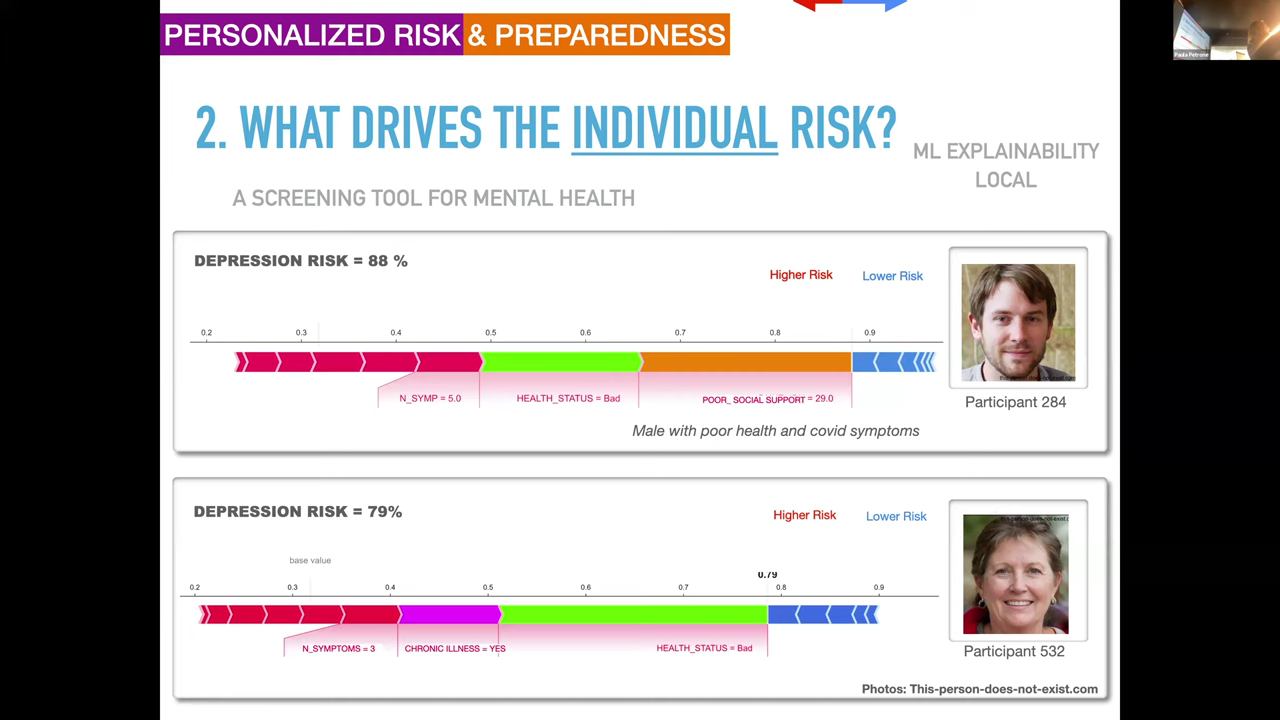 PERSONALIZED RISK & PREPAREDNESS
Paula Petrone
2. WHAT DRIVES THE INDIVIDUAL RISK?
ML EXPLAINABILITY
LOCAL
A SCREENING TOOL FOR MENTAL HEALTH
DEPRESSION RISK = 88 %
Higher Risk Lower Risk
0.2 0.3 0.4 0.5 0.6 0.7 0.8 0.9
N_SYMP = 5.0 HEALTH_STATUS = Bad POOR_ SOCIAL SUPPORT = 29.0
Participant 284
Male with poor health and covid symptoms
DEPRESSION RISK = 79%
Higher Risk Lower Risk
base value
0.79
0.2 0.3 0.4 0.5 0.6 0.7 0.8 0.9
N_SYMPTOMS = 3 CHRONIC ILLNESS = YES HEALTH_STATUS = Bad
Participant 532
Photos: This-person-does-not-exist.com